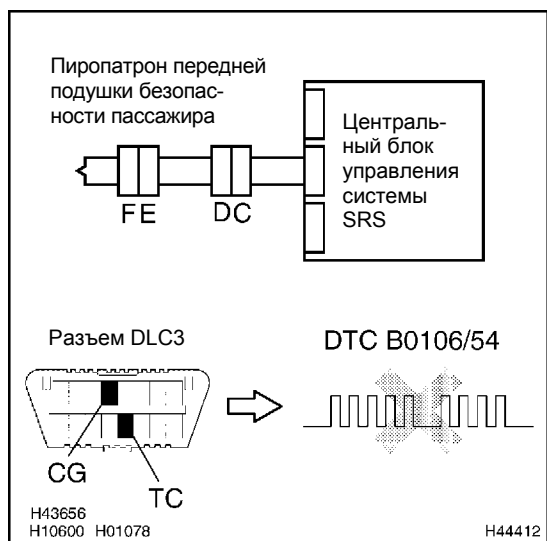 Пиропатрон передней
подушки безопас-
ности пассажира
Централь-
ный блок
управления
системы
SRS
FE
DC
Разъем DLC3
DTC B0106/54
CG
TC
H43656
H10600 H01078
H44412